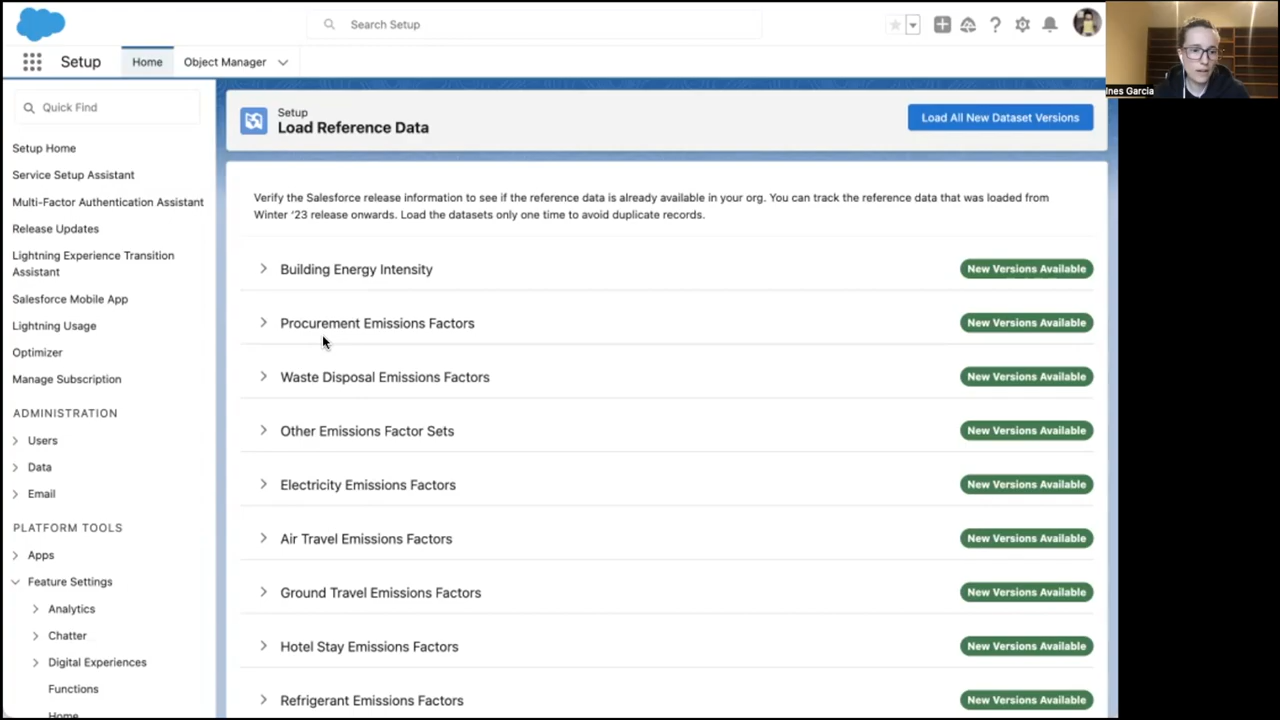 Search Setup
Ines Garcia
Setup
Home
Object Manager
Quick Find
Setup Home
Service Setup Assistant
Multi-Factor Authentication Assistant
Release Updates
Lightning Experience Transition
Assistant
Salesforce Mobile App
Lightning Usage
Optimizer
Manage Subscription
ADMINISTRATION
Users
Data
Email
PLATFORM TOOLS
Apps
Feature Settings
Analytics
Chatter
Digital Experiences
Functions
Home
Setup
Load Reference Data
Load All New Dataset Versions
Verify the Salesforce release information to see if the reference data is already available in your org. You can track the reference data that was loaded from
Winter ‘23 release onwards. Load the datasets only one time to avoid duplicate records.
Building Energy Intensity
New Versions Available
Procurement Emissions Factors
New Versions Available
Waste Disposal Emissions Factors
New Versions Available
Other Emissions Factor Sets
New Versions Available
Electricity Emissions Factors
New Versions Available
Air Travel Emissions Factors
New Versions Available
Ground Travel Emissions Factors
New Versions Available
Hotel Stay Emissions Factors
New Versions Available
Refrigerant Emissions Factors
New Versions Available